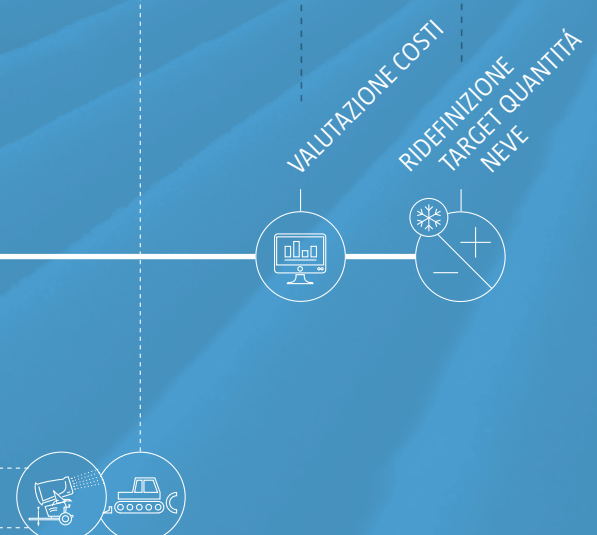 VALUTAZIONE COSTI
RIDEFINIZIONE
TARGET QUANTITÁ
NEVE